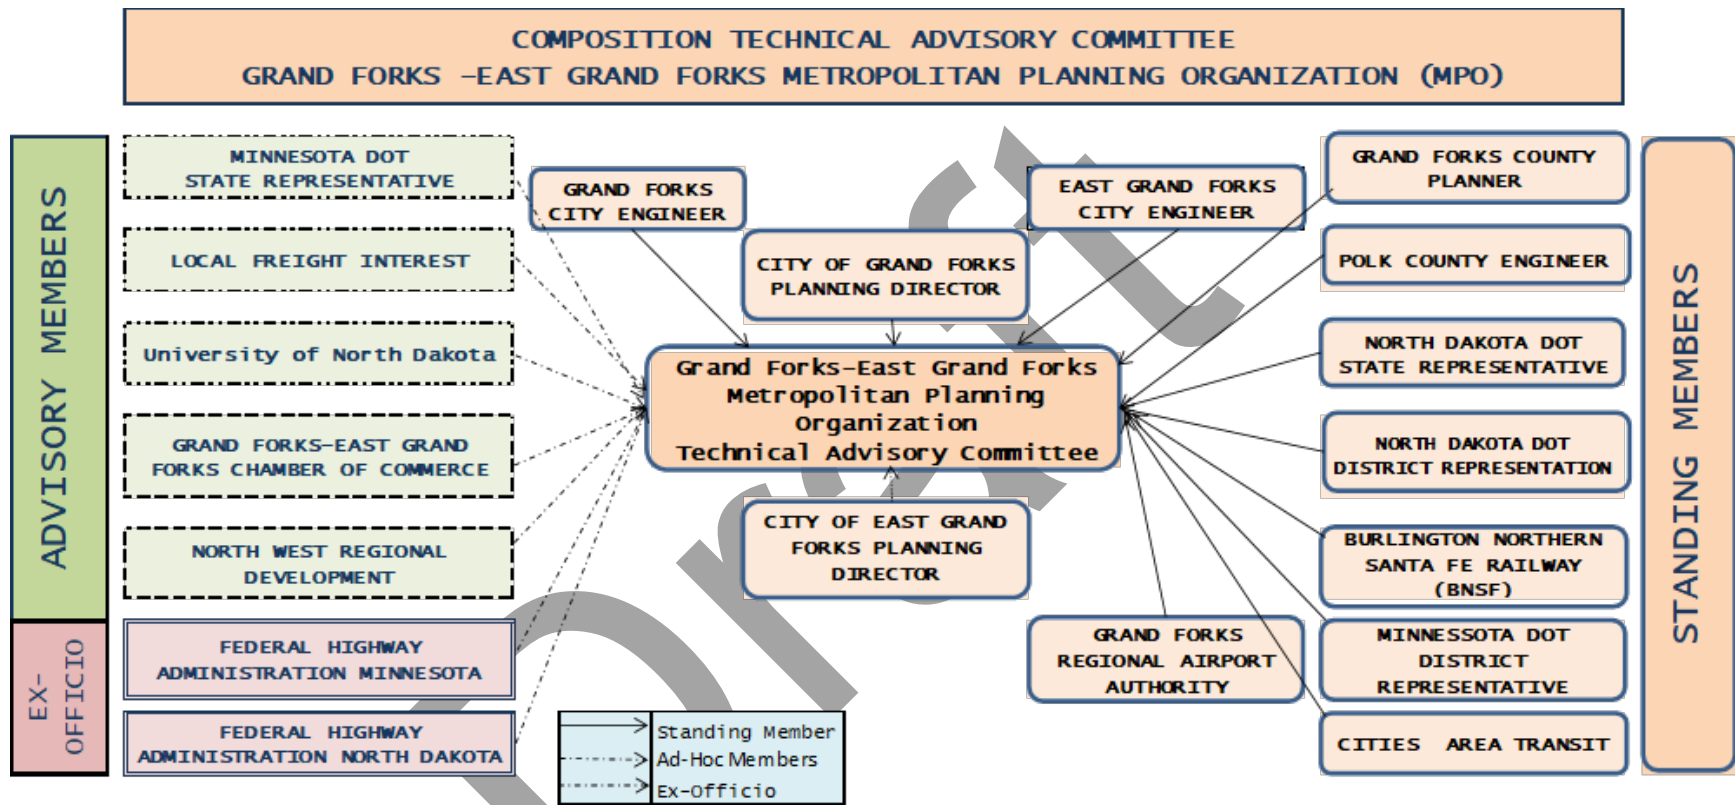 COMPOSITION TECHNICAL ADVISORY COMMITTEE
GRAND FORKS –EAST GRAND FORKS METROPOLITAN PLANNING ORGANIZATION (MPO)
ADVISORY MEMBERS
EX-
OFFICIO
MINNESOTA DOT
STATE REPRESENTATIVE
LOCAL FREIGHT INTEREST
University of North Dakota
GRAND FORKS–EAST GRAND
FORKS CHAMBER OF COMMERCE
NORTH WEST REGIONAL
DEVELOPMENT
FEDERAL HIGHWAY
ADMINISTRATION MINNESOTA
FEDERAL HIGHWAY
ADMINISTRATION NORTH DAKOTA
GRAND FORKS
CITY ENGINEER
CITY OF GRAND FORKS
PLANNING DIRECTOR
EAST GRAND FORKS
CITY ENGINEER
Grand Forks–East Grand Forks
Metropolitan Planning
Organization
Technical Advisory Committee
CITY OF EAST GRAND
FORKS PLANNING
DIRECTOR
GRAND FORKS
REGIONAL AIRPORT
AUTHORITY
GRAND FORKS COUNTY
PLANNER
POLK COUNTY ENGINEER
NORTH DAKOTA DOT
STATE REPRESENTATIVE
NORTH DAKOTA DOT
DISTRICT REPRESENTATION
BURLINGTON NORTHERN
SANTA FE RAILWAY
(BNSF)
MINNESSOTA DOT
DISTRICT
REPRESENTATIVE
CITIES AREA TRANSIT
STANDING MEMBERS
Standing Member
Ad-Hoc Members
Ex-Officio
Draft